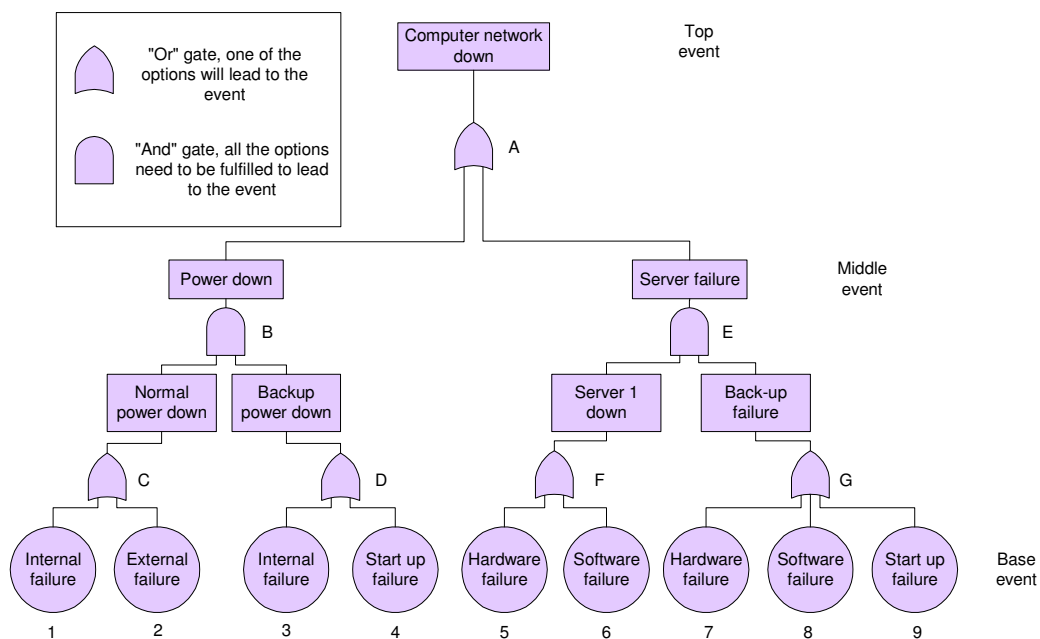 "Or" gate, one of the
options will lead to the
event
"And" gate, all the options
need to be fulfilled to lead
to the event
Computer network
down
Top
event
A
Power down
Server failure
Middle
event
B
E
Normal
power down
Backup
power down
Server 1
down
Back-up
failure
C
D
F
G
Internal
failure
External
failure
Internal
failure
Start up
failure
Hardware
failure
Software
failure
Hardware
failure
Software
failure
Start up
failure
Base
event
1
2
3
4
5
6
7
8
9